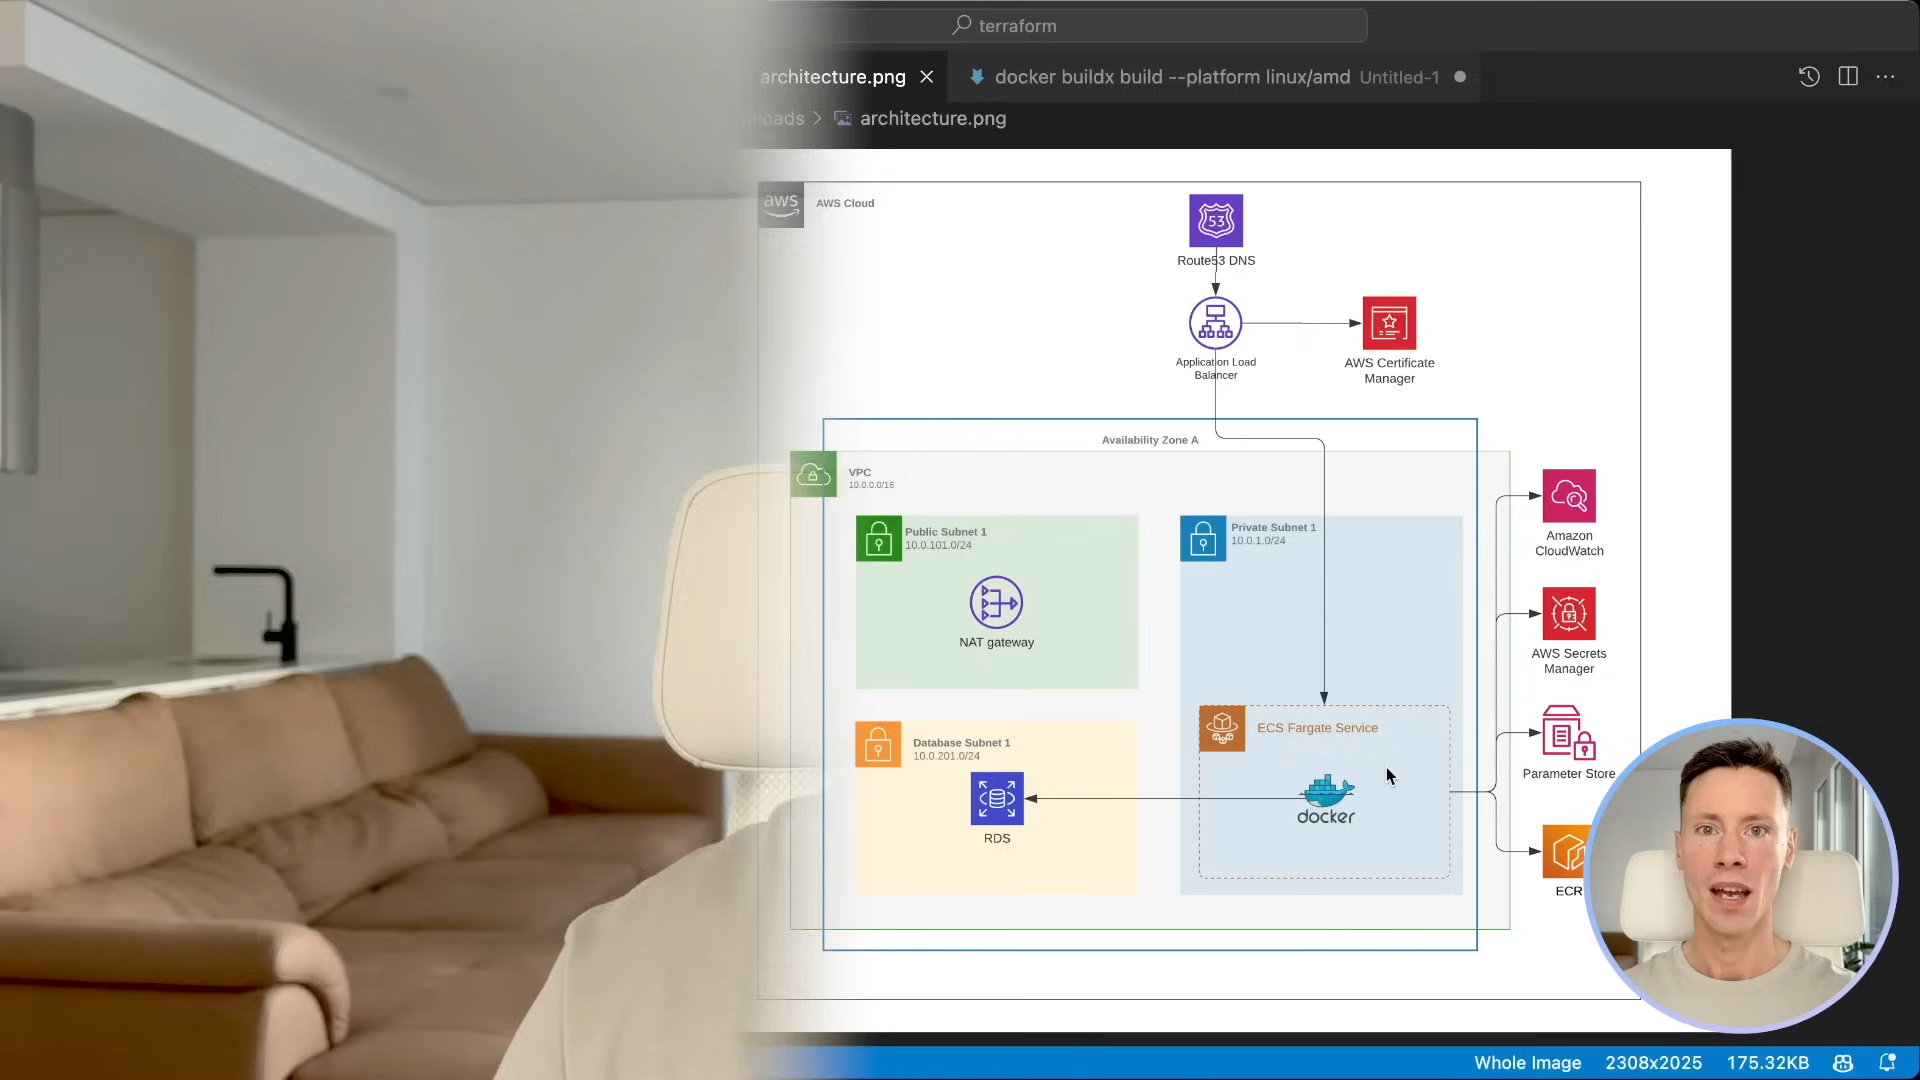 terraform
architecture.png
docker buildx build --platform linux/amd Untitled-1
architecture.png
aws
AWS Cloud
53
Route53 DNS
Application Load
Balancer
AWS Certificate
Manager
Availability Zone A
VPC
10.0.0.0/16
Public Subnet 1
10.0.101.0/24
Private Subnet 1
10.0.1.0/24
NAT gateway
Amazon
CloudWatch
AWS Secrets
Manager
Database Subnet 1
10.0.201.0/24
ECS Fargate Service
docker
RDS
Parameter Store
ECR
Whole Image 2308x2025 175.32KB